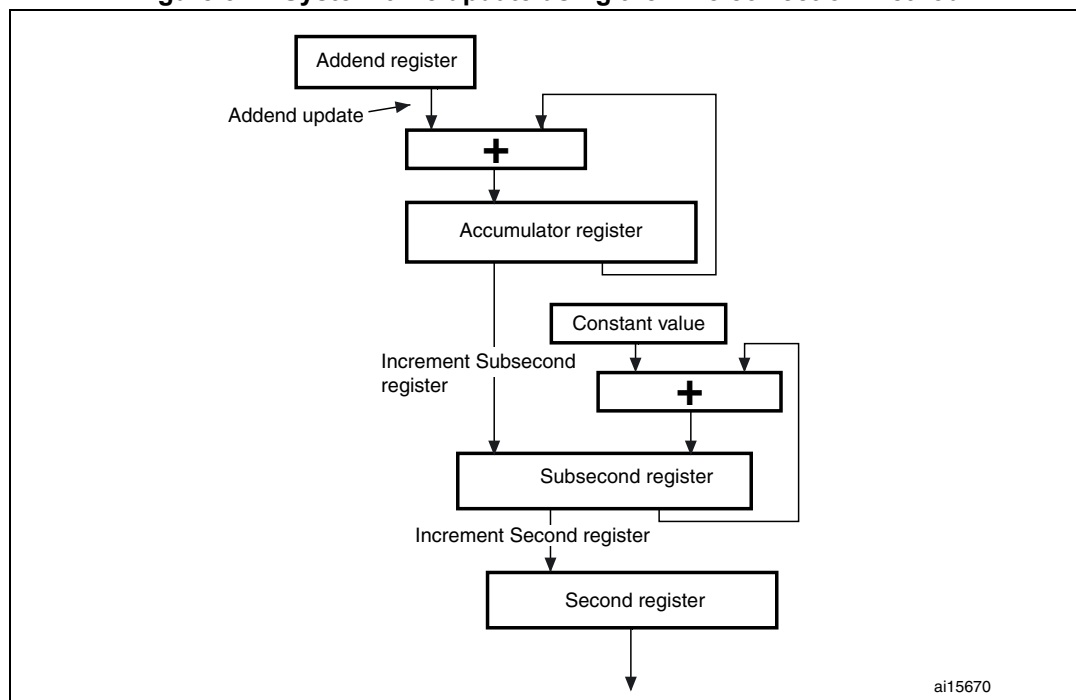 Addend register
Addend update
+
Accumulator register
Constant value
Increment Subsecond
register
+
Subsecond register
Increment Second register
Second register
ai15670